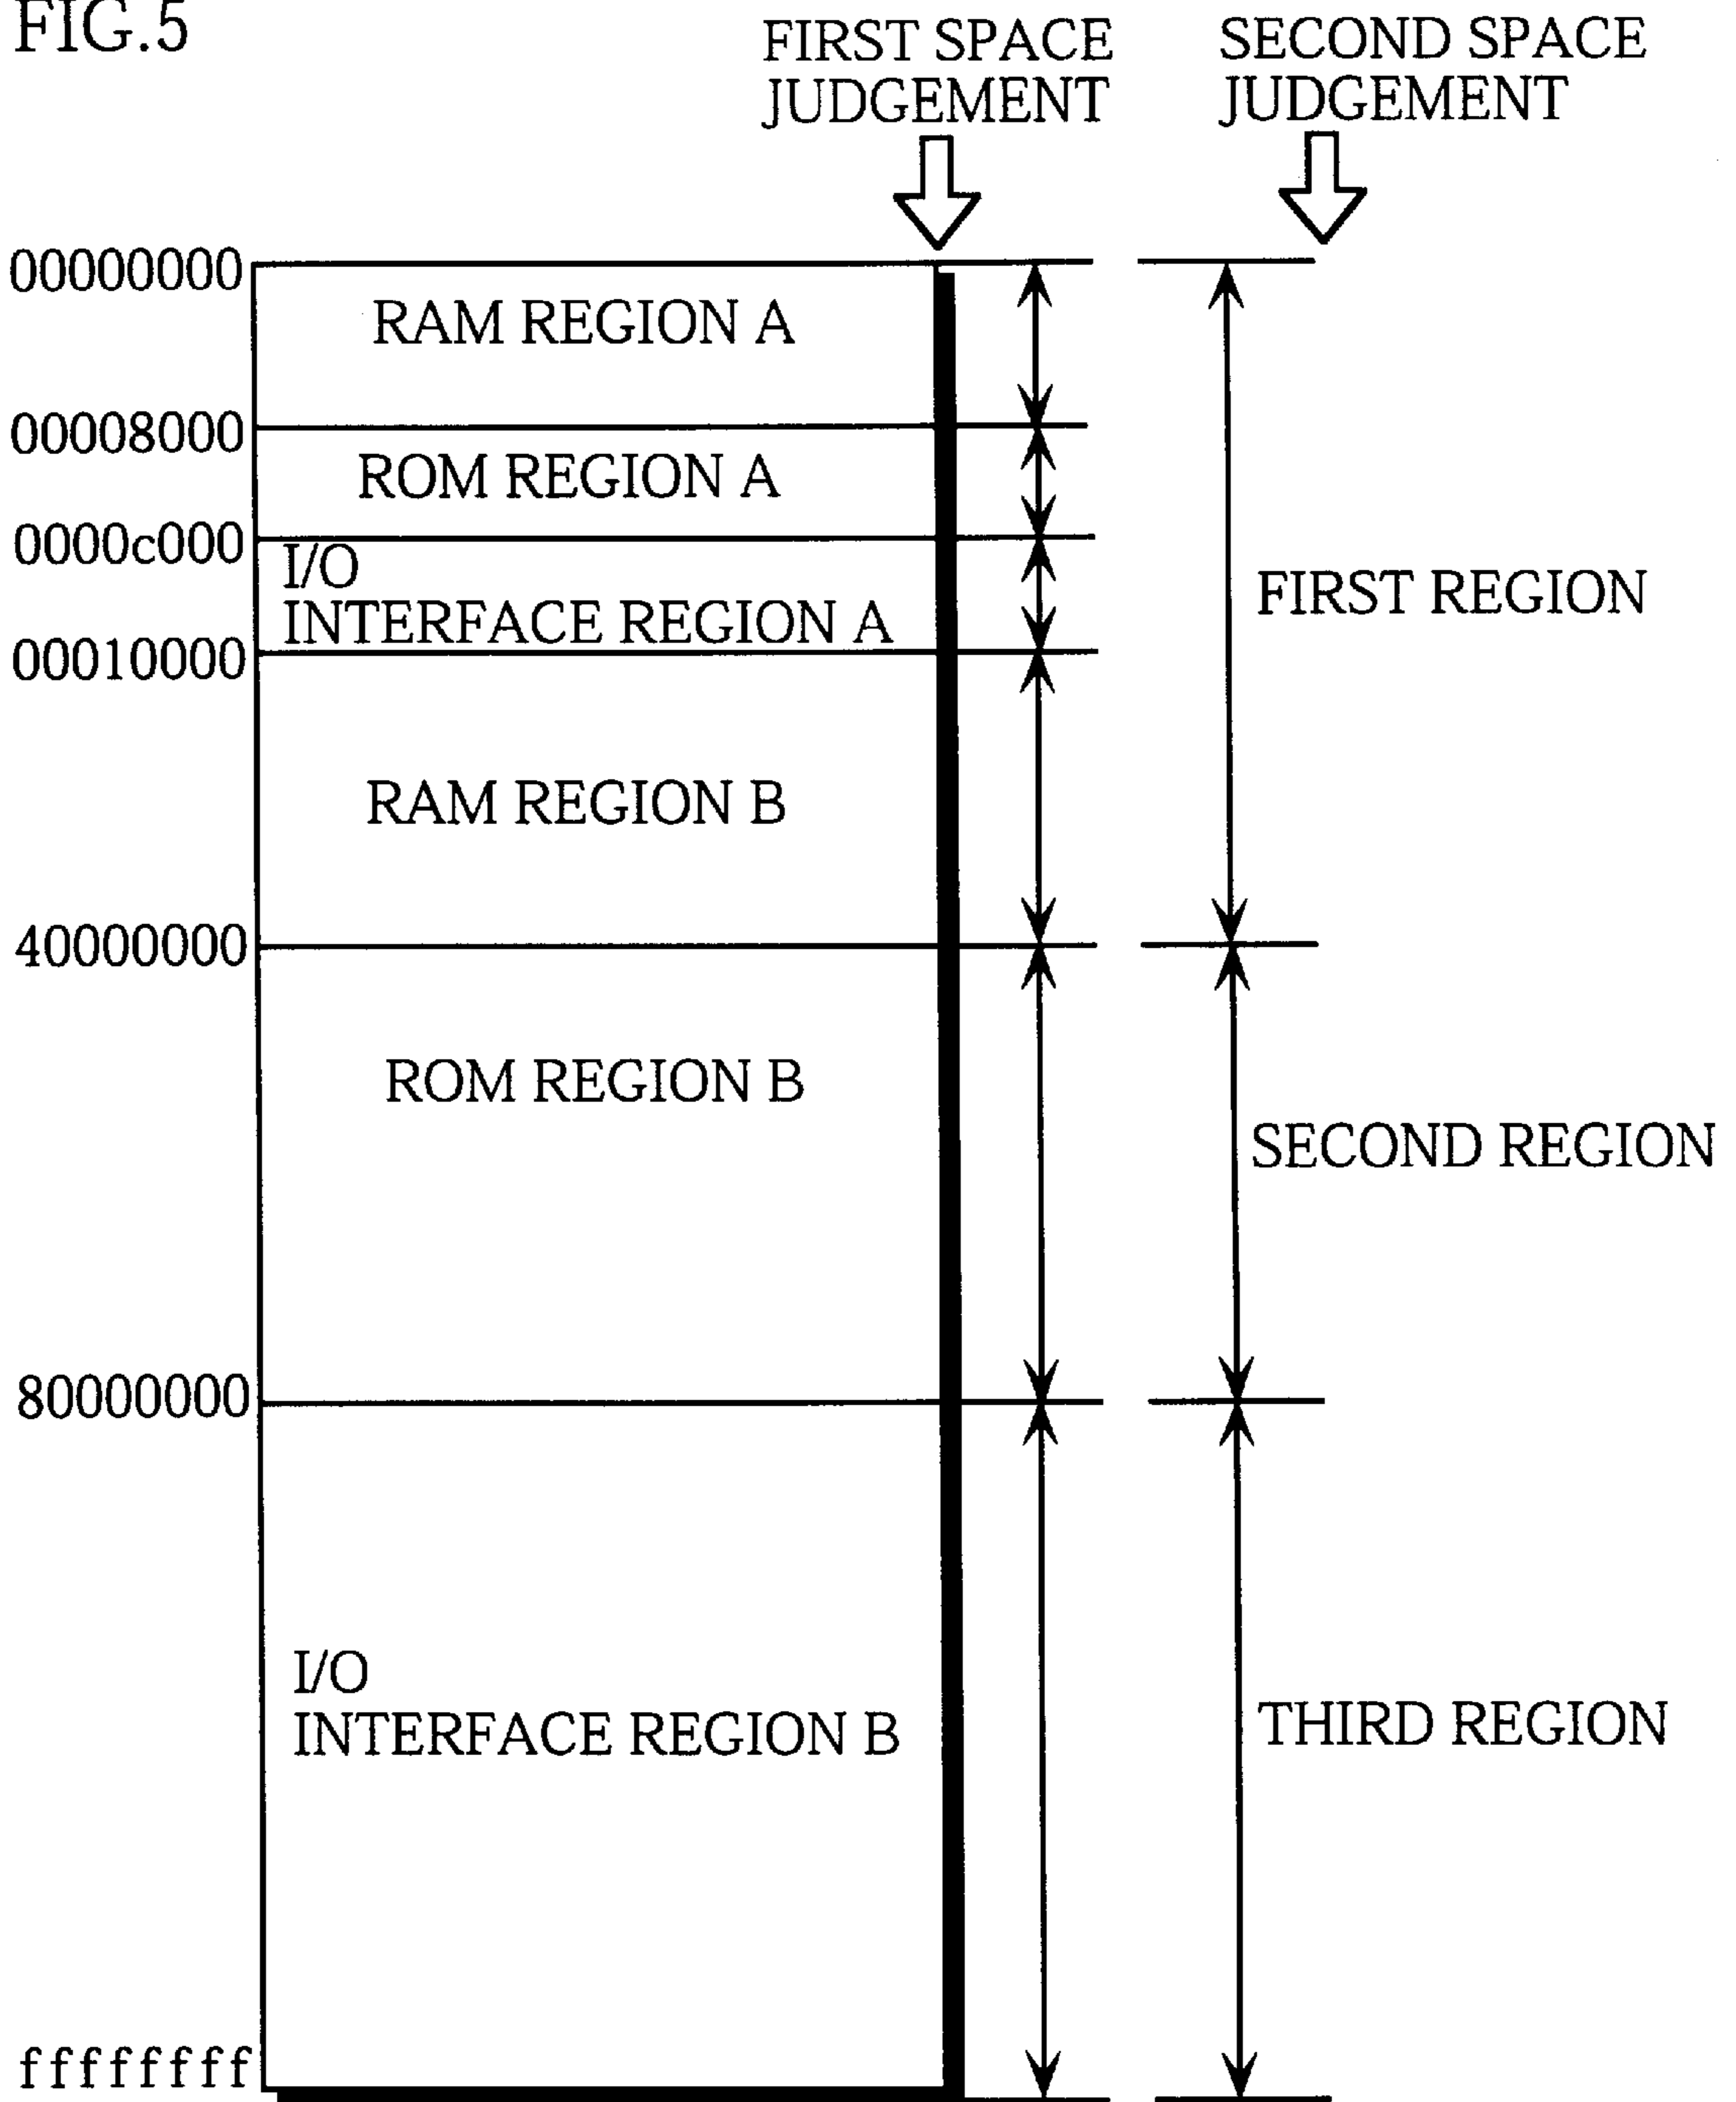 FIG.5
FIRST SPACE
JUDGEMENT
SECOND SPACE
JUDGEMENT
00000000
RAM REGION A
00008000
ROM REGION A
0000c000
I/O
INTERFACE REGION A
FIRST REGION
00010000
RAM REGION B
40000000
ROM REGION B
SECOND REGION
80000000
I/O
INTERFACE REGION B
THIRD REGION
ffffffff